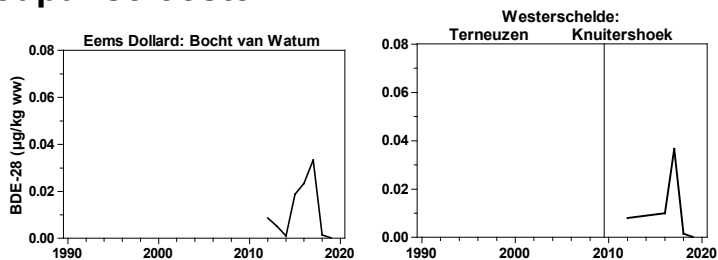 Westerschelde:
Eems Dollard: Bocht van Watum
Terneuzen Knuitershoek
BDE-28 (µg/kg ww)
0.08
0.06
0.04
0.02
0.00
1990 2000 2010 2020
0.08
0.06
0.04
0.02
0.00
1990 2000 2010 2020